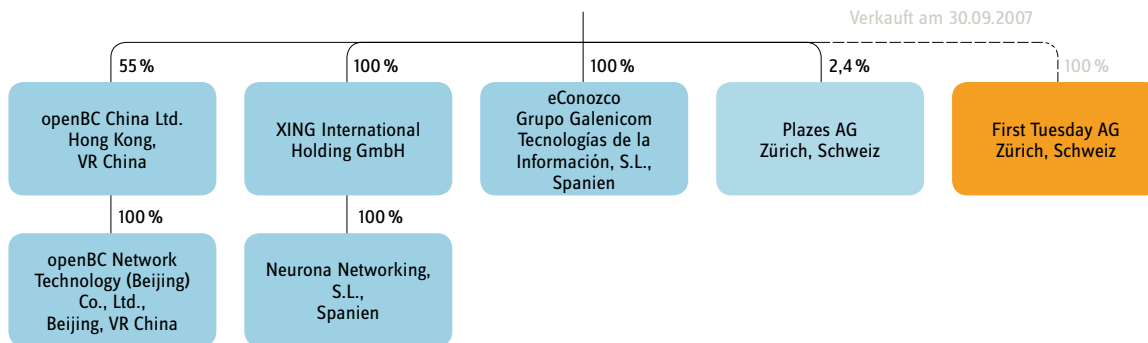 Verkauft am 30.09.2007
55 %
100 %
100 %
2,4 %
100 %
openBC China Ltd.
Hong Kong,
VR China
XING International
Holding GmbH
eConozco
Grupo Galenicom
Tecnologías de la
Información, S.L.,
Spanien
Plazes AG
Zürich, Schweiz
First Tuesday AG
Zürich, Schweiz
100 %
100 %
openBC Network
Technology (Beijing)
Co., Ltd.,
Beijing, VR China
Neurona Networking,
S.L.,
Spanien